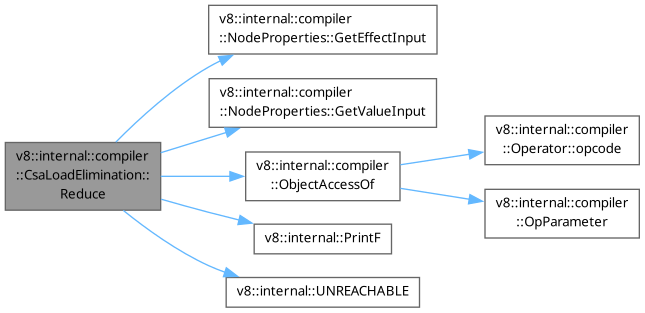 v8::internal::compiler
::CsaLoadElimination::
Reduce
v8::internal::compiler
::NodeProperties::GetEffectInput
v8::internal::compiler
::NodeProperties::GetValueInput
v8::internal::compiler
::ObjectAccessOf
v8::internal::compiler
::Operator::opcode
v8::internal::compiler
::OpParameter
v8::internal::PrintF
v8::internal::UNREACHABLE